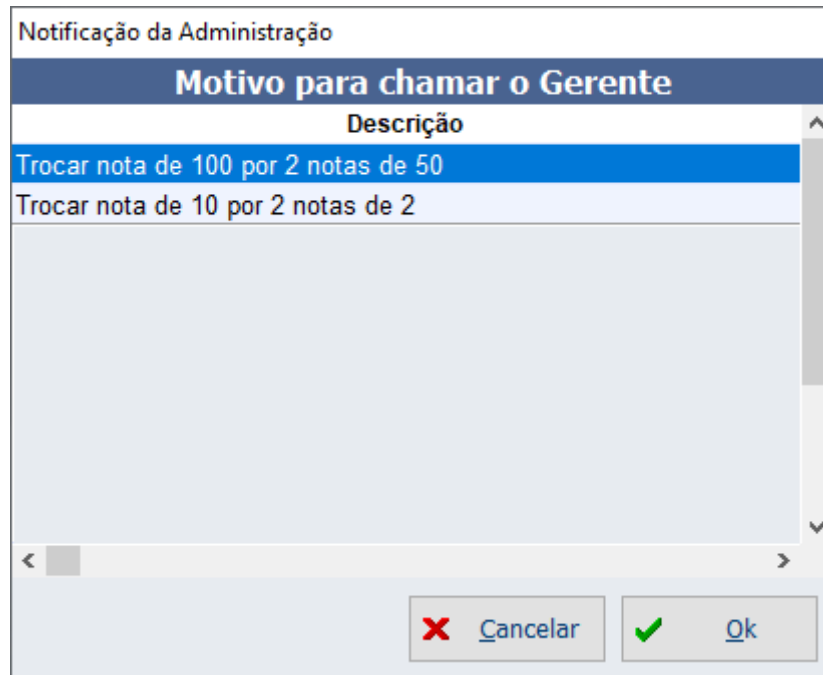 Notificação da Administração
Motivo para chamar o Gerente
Descrição
Trocar nota de 100 por 2 notas de 50
Trocar nota de 10 por 2 notas de 2
Cancelar
Ok